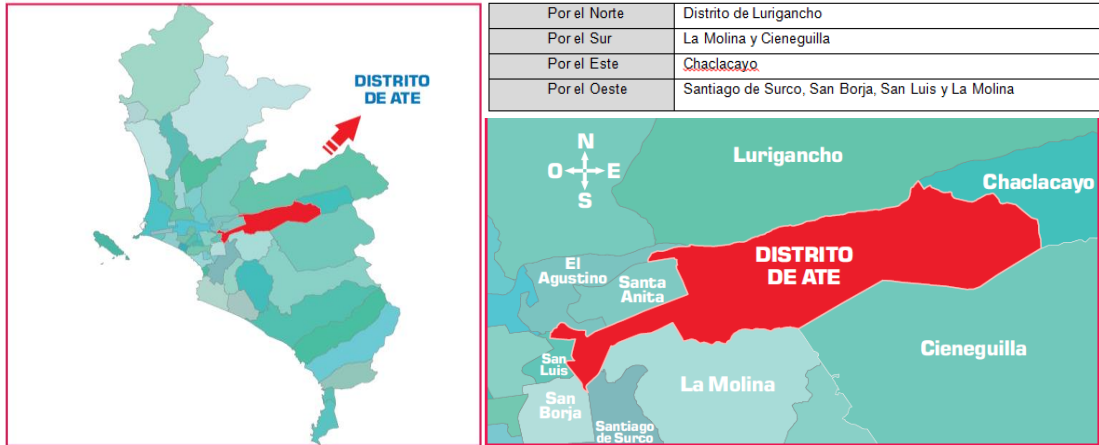 DISTRITO
DE ATE
Por el Norte Distrito de Lurigancho
Por el Sur La Molina y Cieneguilla
Por el Este Chaclacayo
Por el Oeste Santiago de Surco, San Borja, San Luis y La Molina
N
O E
S
Lurigancho
Chaclacayo
DISTRITO
DE ATE
El
Agustino
Santa
Anita
Cieneguilla
San
Luis
La Molina
San
Borja
Santiago
de Surco